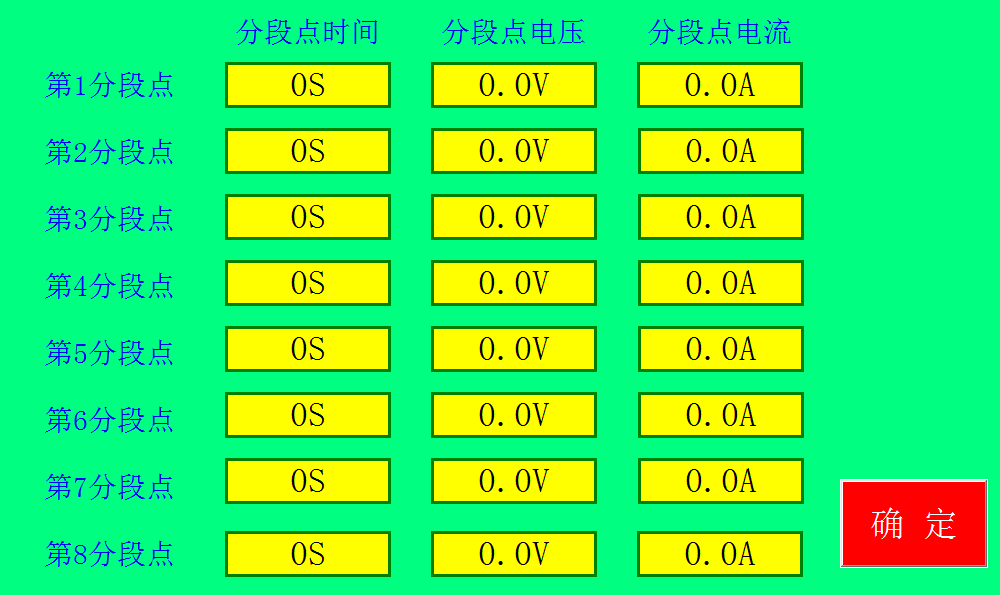 分段点时间 分段点电压 分段点电流
第1分段点 0S 0.0V 0.0A
第2分段点 0S 0.0V 0.0A
第3分段点 0S 0.0V 0.0A
第4分段点 0S 0.0V 0.0A
第5分段点 0S 0.0V 0.0A
第6分段点 0S 0.0V 0.0A
第7分段点 0S 0.0V 0.0A
确 定
第8分段点 0S 0.0V 0.0A